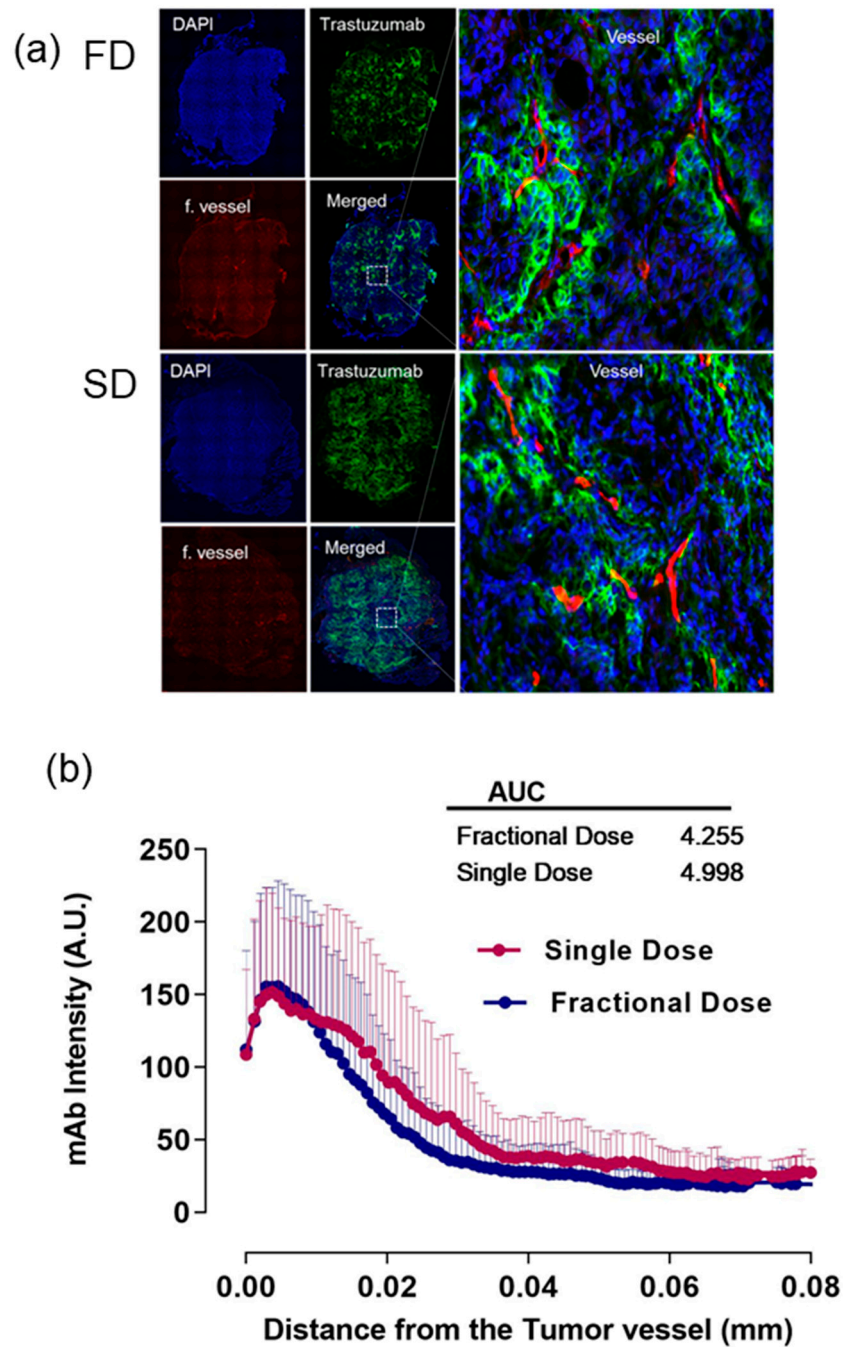 (a) FD
DAPI
Trastuzumab
Vessel
f. vessel
Merged
SD
DAPI
Trastuzumab
Vessel
f. vessel
Merged
(b)
AUC
Fractional Dose 4.255
Single Dose 4.998
Single Dose
Fractional Dose
mAb Intensity (A.U.)
250
200
150
100
50
0
0.00 0.02 0.04 0.06 0.08
Distance from the Tumor vessel (mm)